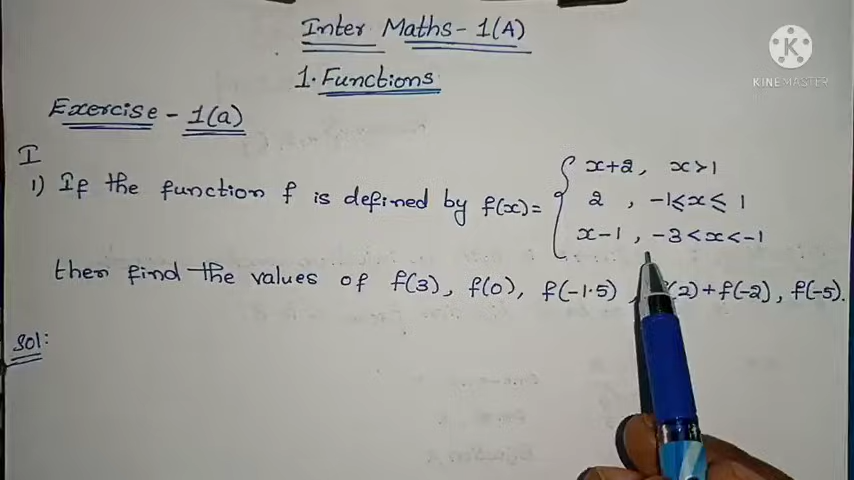 Inter Maths-1(A)
1. Functions
KINEMASTER
Exercise - 1(a)
I
1) If the function f is defined by f(x)= { x+2, x>1
2 , -1≤x≤1
x-1, -3<x<-1
then find the values of f(3), f(0), f(-1.5), (2)+f(-2), f(-5).
Sol: